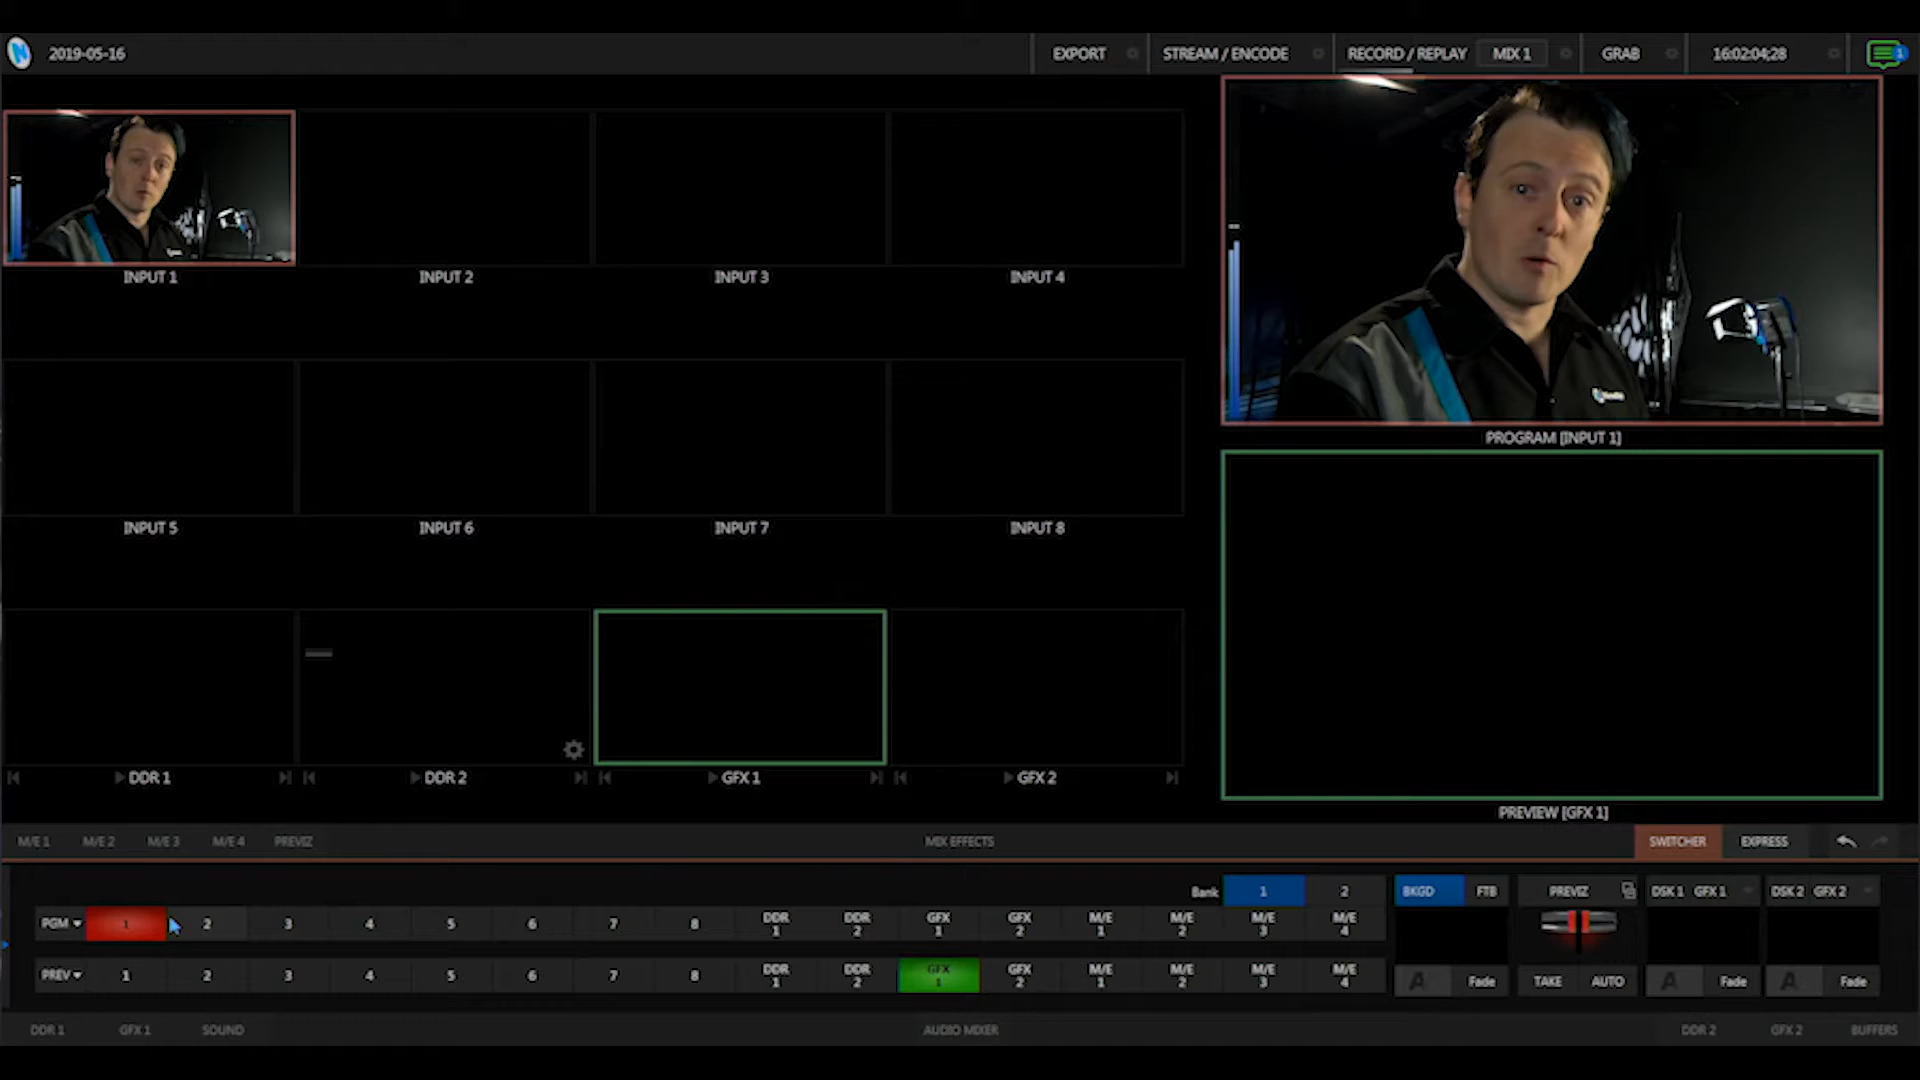 2019-05-16 EXPORT STREAM / ENCODE RECORD / REPLAY MIX 1 GRAB 16:02:04;28 1
INPUT 1 INPUT 2 INPUT 3 INPUT 4
PROGRAM [INPUT 1]
INPUT 5 INPUT 6 INPUT 7 INPUT 8
DDR 1 DDR 2 GFX 1 GFX 2
PREVIEW [GFX 1]
M/E 1 M/E 2 M/E 3 M/E 4 PREVIZ MIX EFFECTS SWITCHER EXPRESS
Bank 1 2 BKGD FTB PREVIZ DSK 1 GFX 1 DSK 2 GFX 2
PGM 1 2 3 4 5 6 7 8 DDR 1 DDR 2 GFX 1 GFX 2 M/E 1 M/E 2 M/E 3 M/E 4
PREV 1 2 3 4 5 6 7 8 DDR 1 DDR 2 GFX 1 GFX 2 M/E 1 M/E 2 M/E 3 M/E 4
A Fade TAKE AUTO A Fade A Fade
DDR 1 GFX 1 SOUND AUDIO MIXER DDR 2 GFX 2 BUFFERS